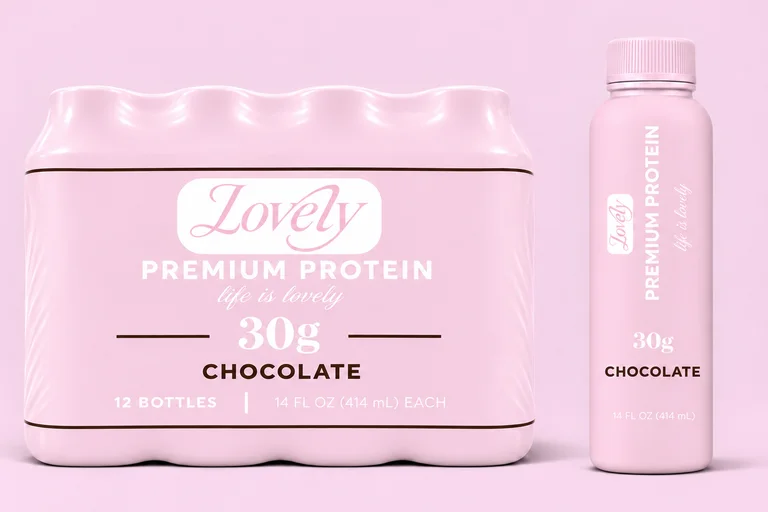 Lovely
PREMIUM PROTEIN
life is lovely
30g
CHOCOLATE
12 BOTTLES | 14 FL OZ (414 mL) EACH
Lovely
PREMIUM PROTEIN
life is lovely
30g
CHOCOLATE
14 FL OZ (414 mL)